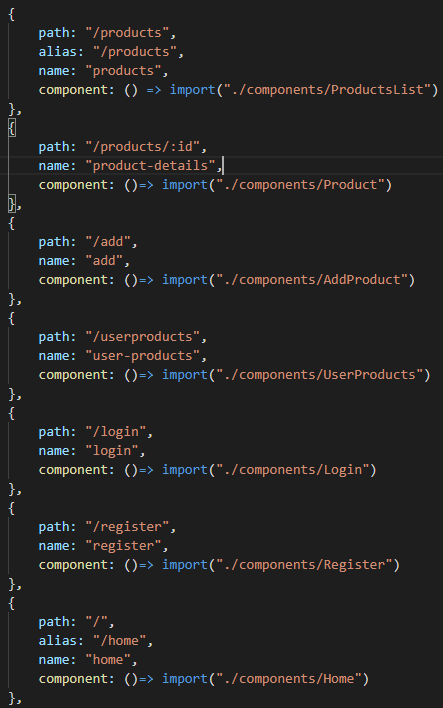 {
    path: "/products",
    alias: "/products",
    name: "products",
    component: () => import("./components/ProductsList")
},
{
    path: "/products/:id",
    name: "product-details",
    component: ()=> import("./components/Product")
},
{
    path: "/add",
    name: "add",
    component: ()=> import("./components/AddProduct")
},
{
    path: "/userproducts",
    name: "user-products",
    component: ()=> import("./components/UserProducts")
},
{
    path: "/login",
    name: "login",
    component: ()=> import("./components/Login")
},
{
    path: "/register",
    name: "register",
    component: ()=> import("./components/Register")
},
{
    path: "/",
    alias: "/home",
    name: "home",
    component: ()=> import("./components/Home")
},